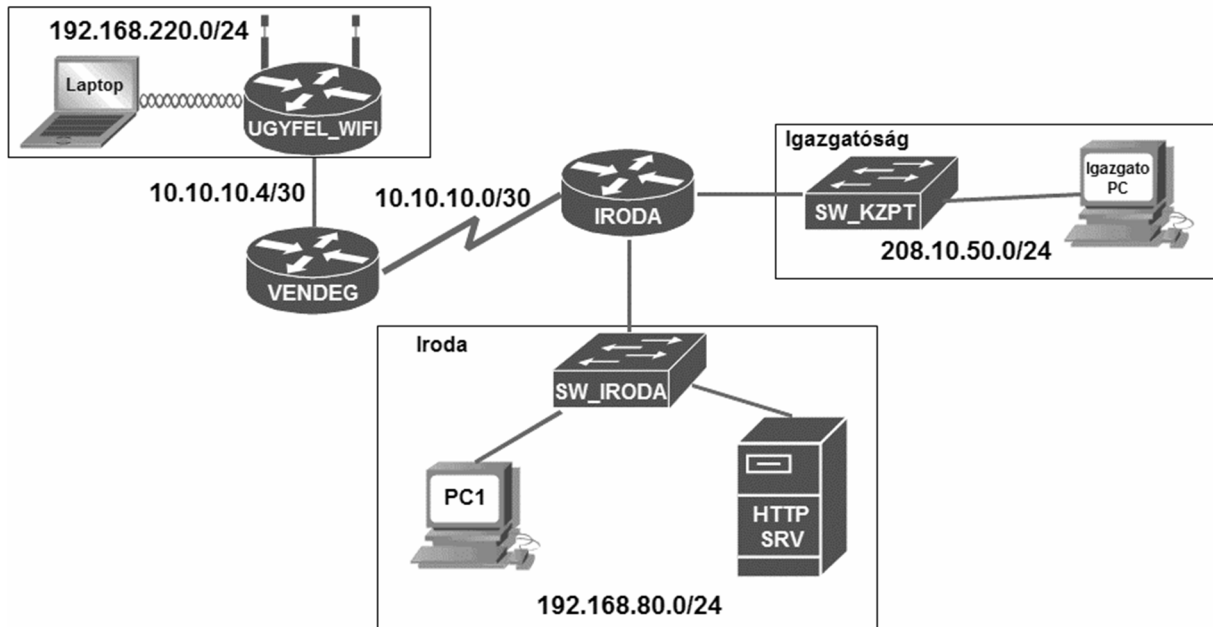 192.168.220.0/24
Laptop
UGYFEL_WIFI
10.10.10.4/30
10.10.10.0/30
VENDEG
IRODA
Igazgatóság
SW_KZPT
Igazgato
PC
208.10.50.0/24
Iroda
SW_IRODA
PC1
HTTP
SRV
192.168.80.0/24